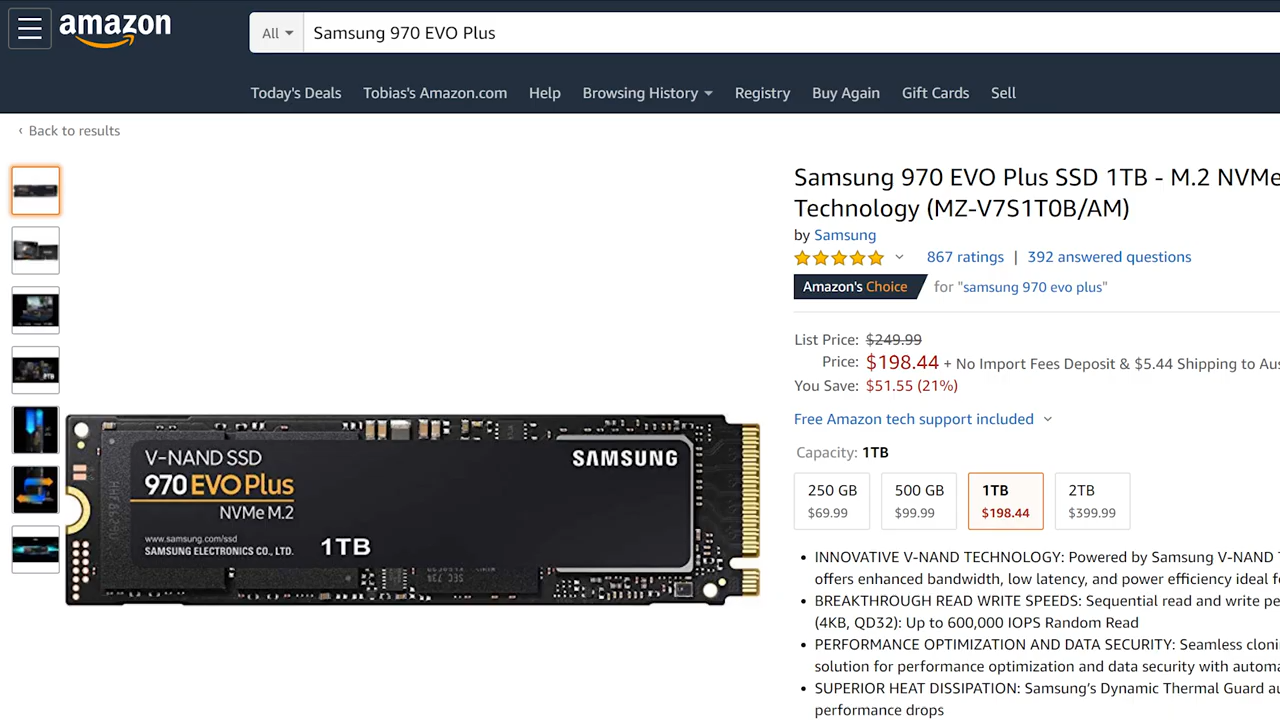 amazon
All
Samsung 970 EVO Plus
Today's Deals
Tobias's Amazon.com
Help
Browsing History
Registry
Buy Again
Gift Cards
Sell
‹ Back to results
Samsung 970 EVO Plus SSD 1TB - M.2 NVMe
Technology (MZ-V7S1T0B/AM)
by Samsung
867 ratings | 392 answered questions
Amazon's Choice for "samsung 970 evo plus"
List Price: $249.99
Price: $198.44 + No Import Fees Deposit & $5.44 Shipping to Aus
You Save: $51.55 (21%)
Free Amazon tech support included
Capacity: 1TB
250 GB
$69.99
500 GB
$99.99
1TB
$198.44
2TB
$399.99
INNOVATIVE V-NAND TECHNOLOGY: Powered by Samsung V-NAND
offers enhanced bandwidth, low latency, and power efficiency ideal
BREAKTHROUGH READ WRITE SPEEDS: Sequential read and write
(4KB, QD32): Up to 600,000 IOPS Random Read
PERFORMANCE OPTIMIZATION AND DATA SECURITY: Seamless
solution for performance optimization and data security with
SUPERIOR HEAT DISSIPATION: Samsung's Dynamic Thermal Guard
performance drops
V-NAND SSD
970 EVO Plus
NVMe M.2
www.samsung.com/ssd
SAMSUNG ELECTRONICS CO., LTD.
1TB
SAMSUNG